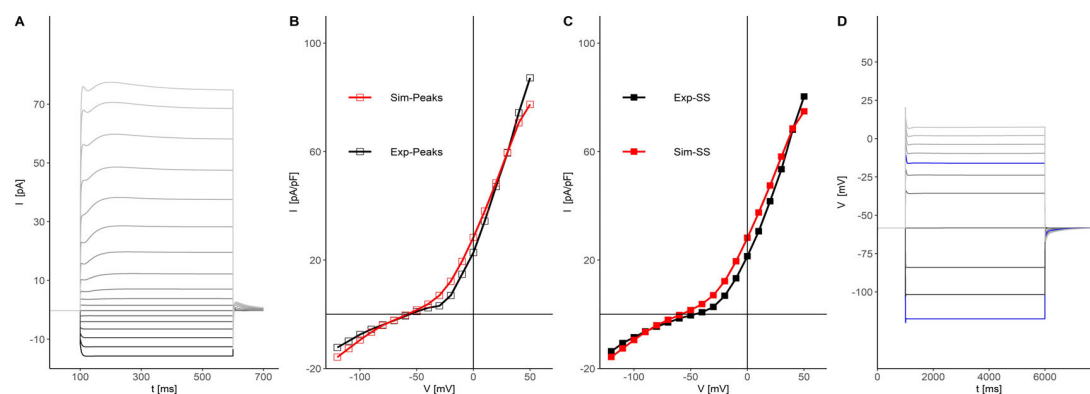 A
I [pA]
70
50
30
10
-10
100
300
500
700
t [ms]
B
I [pA/pF]
100
60
20
-20
-100
-50
0
50
V [mV]
Sim-Peaks
Exp-Peaks
C
I [pA/pF]
100
60
20
-20
-100
-50
0
50
V [mV]
Exp-SS
Sim-SS
D
V [mV]
50
25
0
-25
-50
-75
-100
0
2000
4000
6000
t [ms]